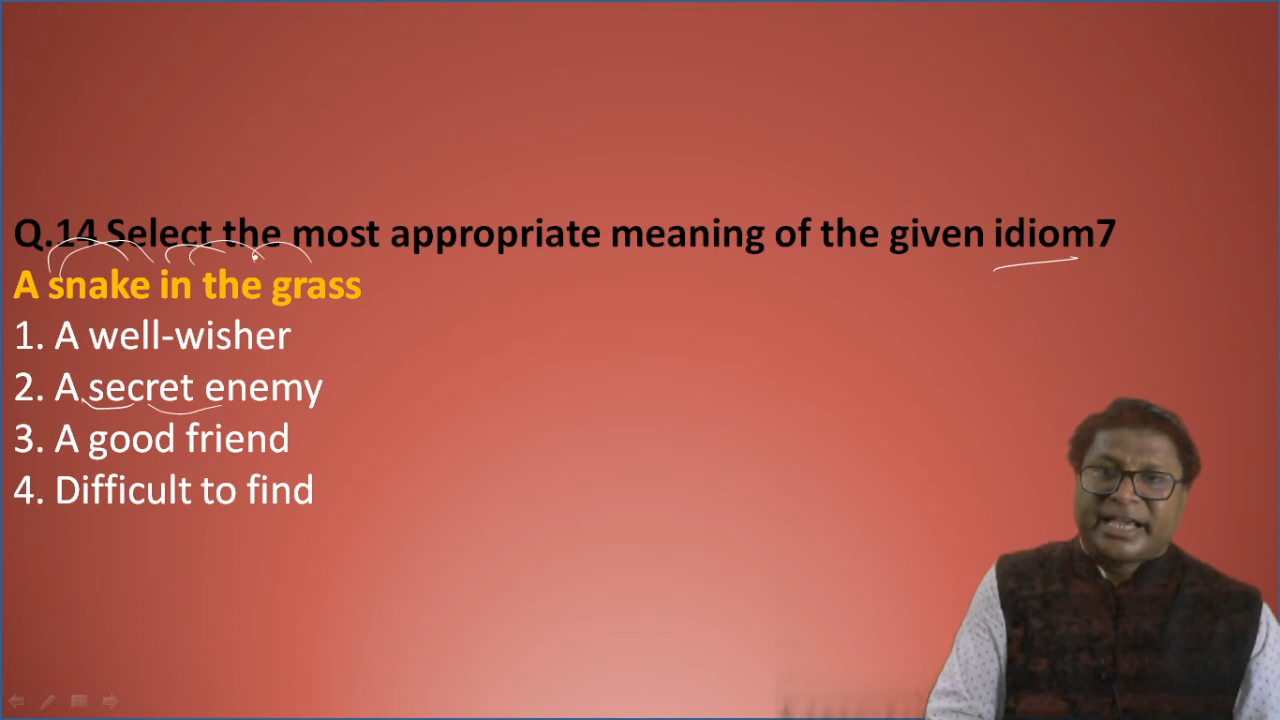 Q.14 Select the most appropriate meaning of the given idiom7
A snake in the grass
1. A well-wisher
2. A secret enemy
3. A good friend
4. Difficult to find